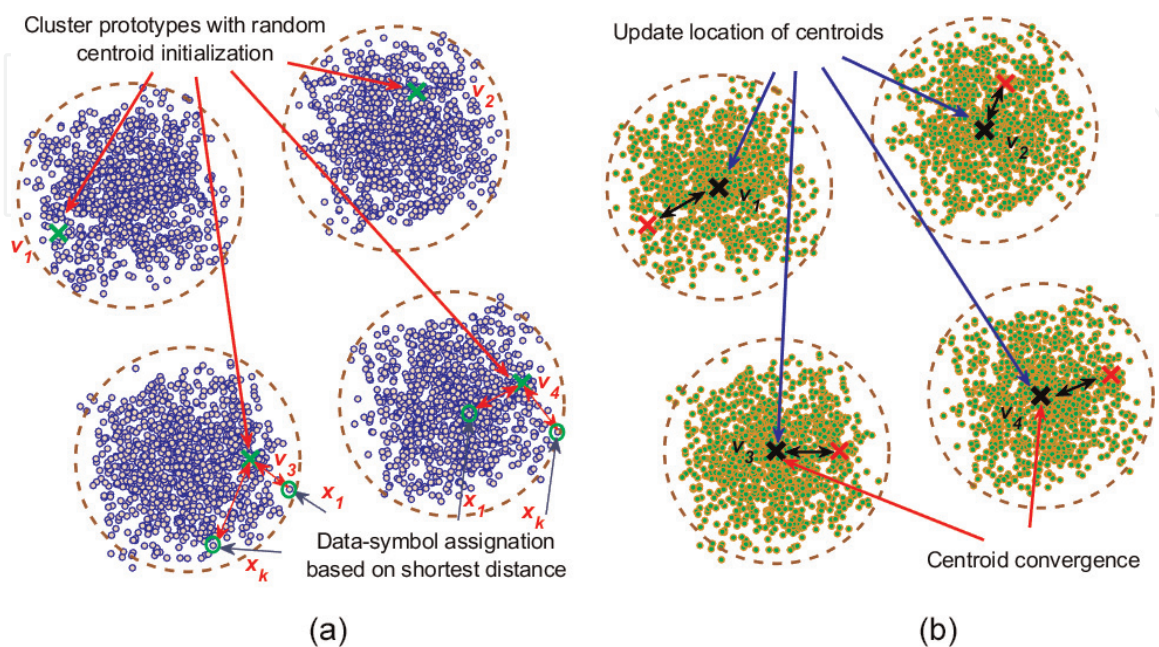 Cluster prototypes with random
centroid initialization
v1
v2
v3
v4
x1
xk
x1
xk
Data-symbol assignation
based on shortest distance
(a)
Update location of centroids
v1
v2
v3
v4
Centroid convergence
(b)